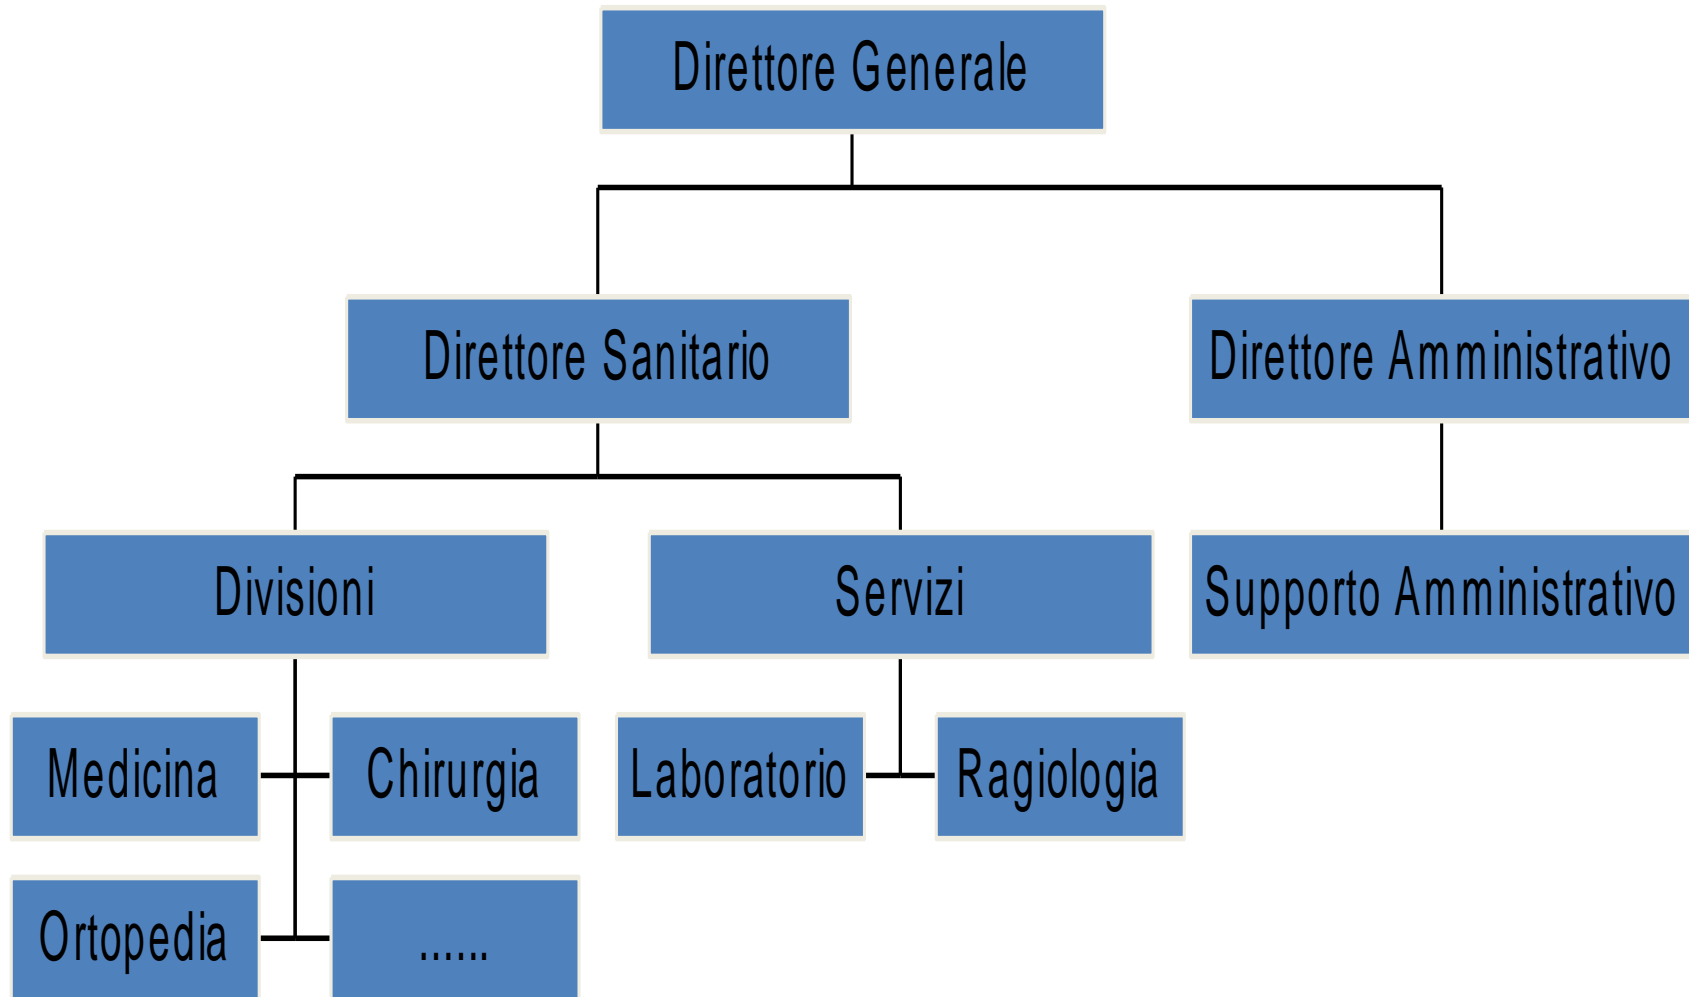 Direttore Generale
Direttore Sanitario
Direttore Amministrativo
Divisioni
Servizi
Supporto Amministrativo
Medicina
Chirurgia
Laboratorio
Ragiologia
Ortopedia
......